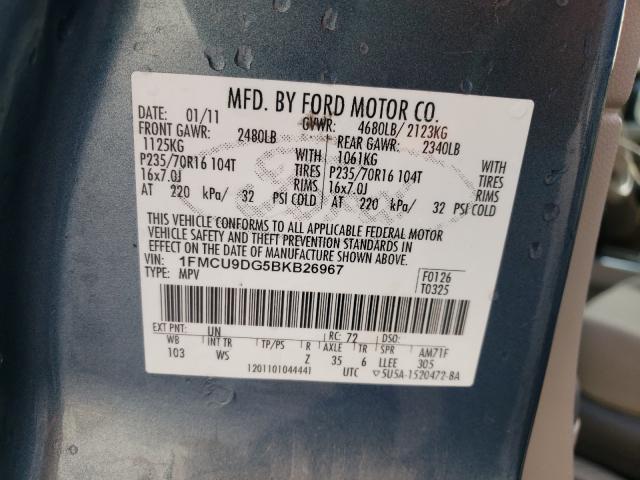 MFD. BY FORD MOTOR CO.
DATE: 01/11 GVWR: 4680LB/ 2123KG
FRONT GAWR: 2480LB REAR GAWR: 2340LB
1125KG WITH 1061KG WITH
P235/70R16 104T TIRES P235/70R16 104T TIRES
16x7.0J RIMS 16x7.0J RIMS
AT 220 kPa/ 32 PSI COLD AT 220 kPa/ 32 PSI COLD
THIS VEHICLE CONFORMS TO ALL APPLICABLE FEDERAL MOTOR
VEHICLE SAFETY AND THEFT PREVENTION STANDARDS IN
EFFECT ON THE DATE OF MANUFACTURE SHOWN ABOVE.
VIN: 1FMCU9DG5BKB26967
TYPE: MPV
F0126
T0325
EXT PNT: UN RC: 72 DSO:
WB INT TR TP/PS R AXLE TR SPR AM71F
103 WS Z 35 6 LLEE 305
1201101044441 UTC 5U5A-1520472-BA